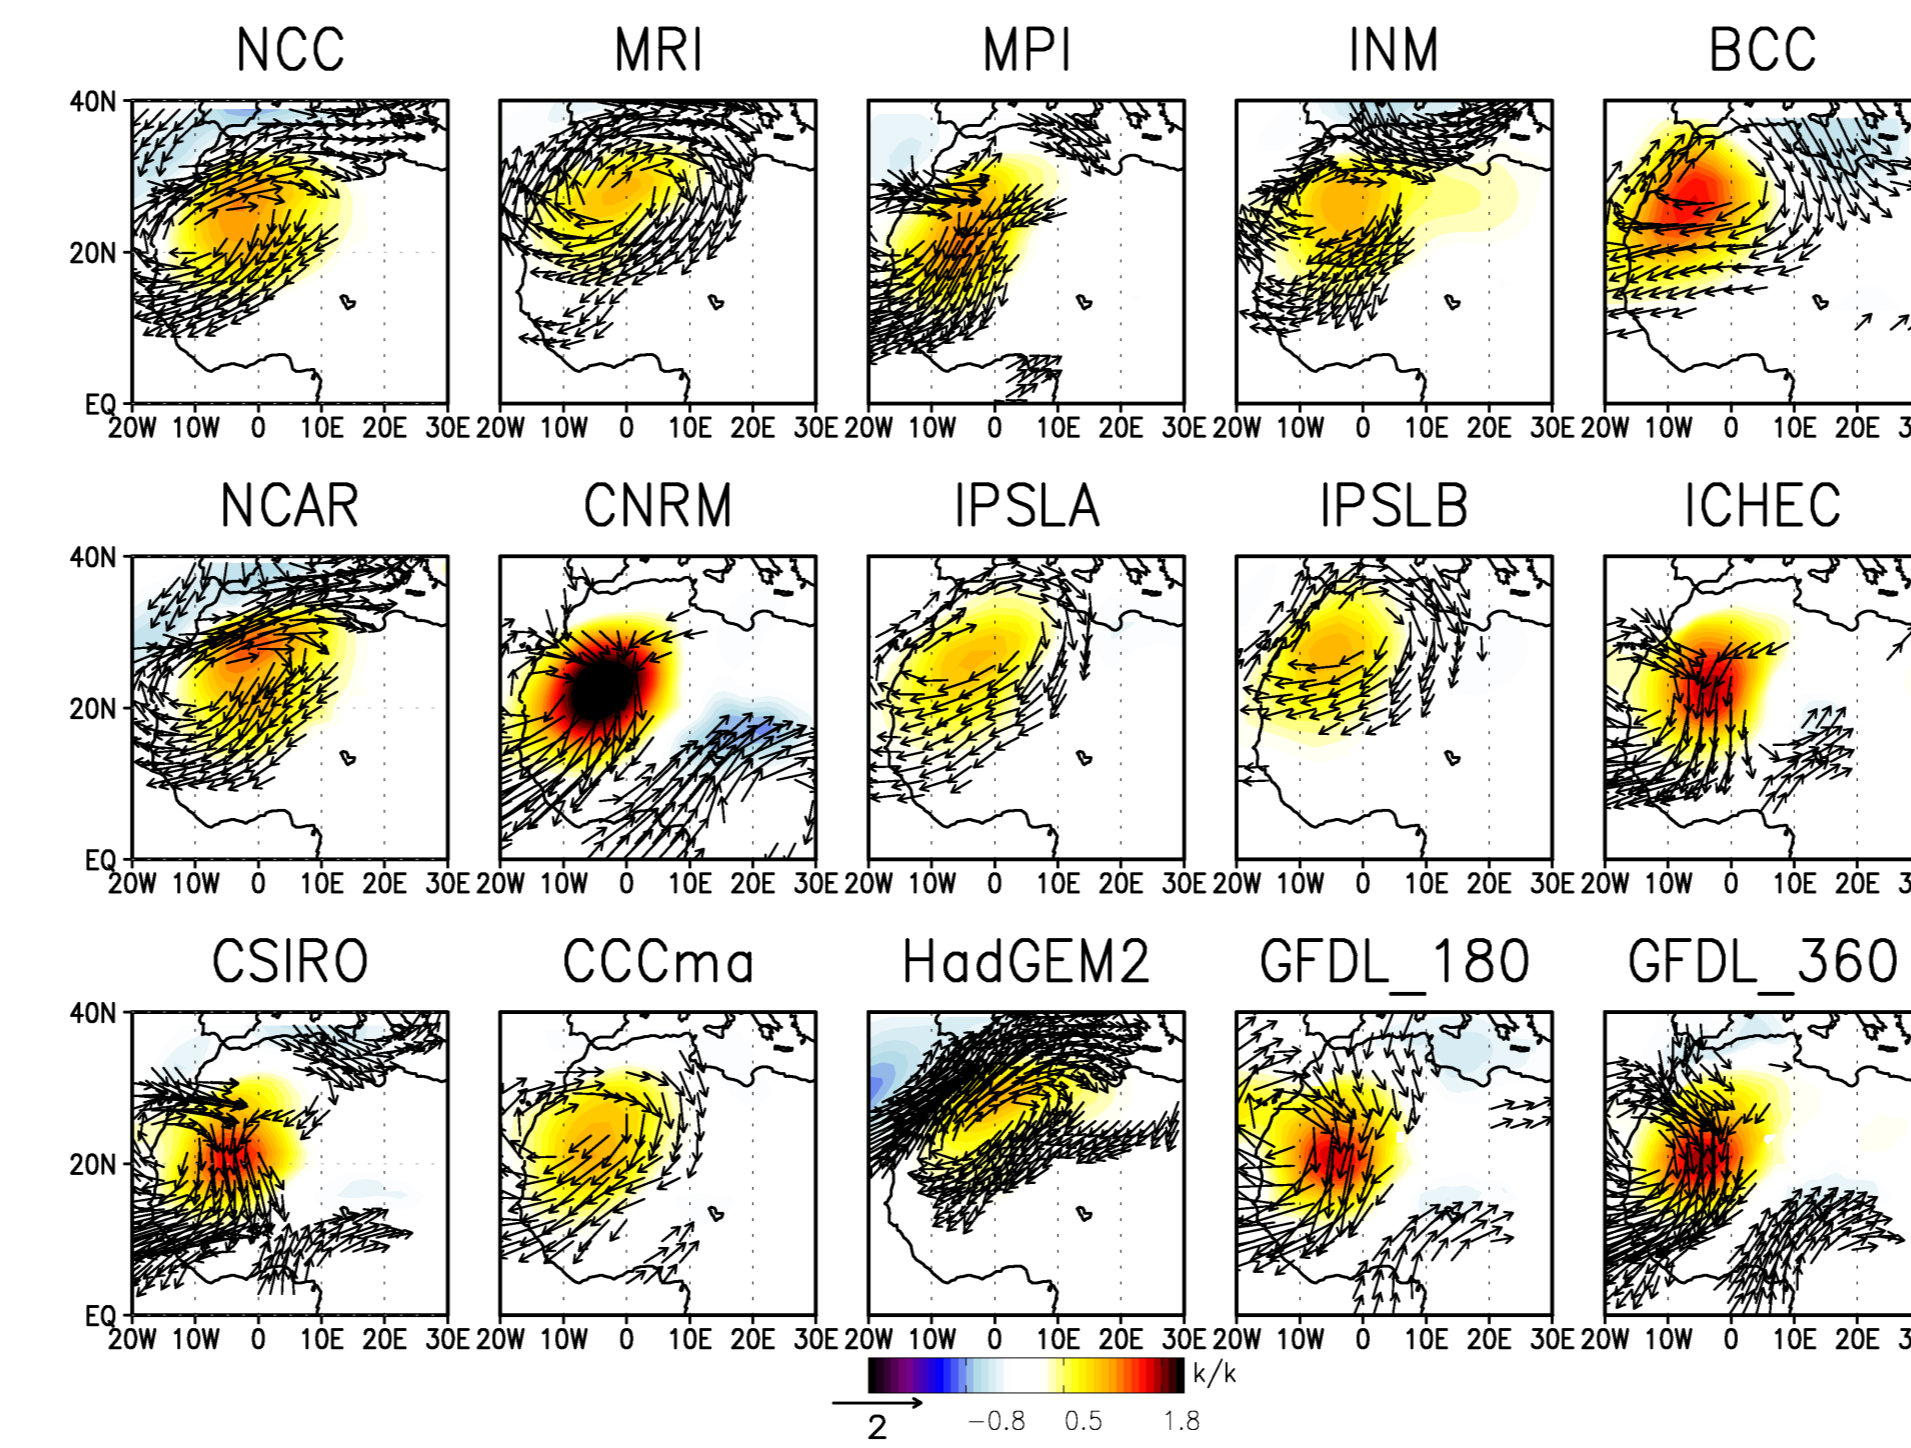 NCC MRI MPI INM BCC
40N
20N
EQ
20W 10W 0 10E 20E 30E 20W 10W 0 10E 20E 30E 20W 10W 0 10E 20E 30E 20W 10W 0 10E 20E 30E 20W 10W 0 10E 20E 3
NCAR CNRM IPSLA IPSLB ICHEC
40N
20N
EQ
20W 10W 0 10E 20E 30E 20W 10W 0 10E 20E 30E 20W 10W 0 10E 20E 30E 20W 10W 0 10E 20E 30E 20W 10W 0 10E 20E 3
CSIRO CCCma HadGEM2 GFDL_180 GFDL_360
40N
20N
EQ
20W 10W 0 10E 20E 30E 20W 10W 0 10E 20E 30E 20W 10W 0 10E 20E 30E 20W 10W 0 10E 20E 30E 20W 10W 0 10E 20E 3
k/k
2 −0.8 0.5 1.8